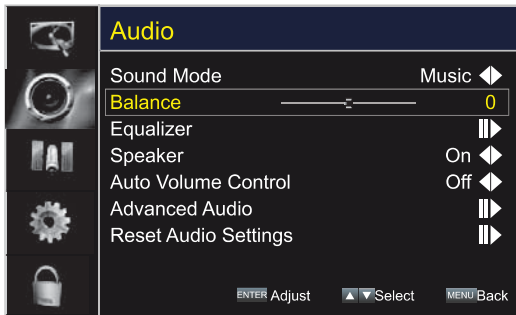 Audio
Sound Mode Music
Balance 0
Equalizer
Speaker On
Auto Volume Control Off
Advanced Audio
Reset Audio Settings
ENTER Adjust Select MENU Back